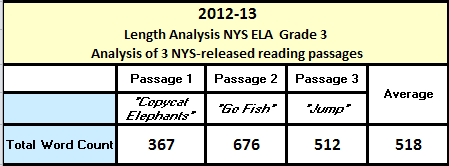 2012-13
Length Analysis NYS ELA Grade 3
Analysis of 3 NYS-released reading passages
Passage 1 Passage 2 Passage 3 Average
"Copycat Elephants" "Go Fish" "Jump"
Total Word Count 367 676 512 518